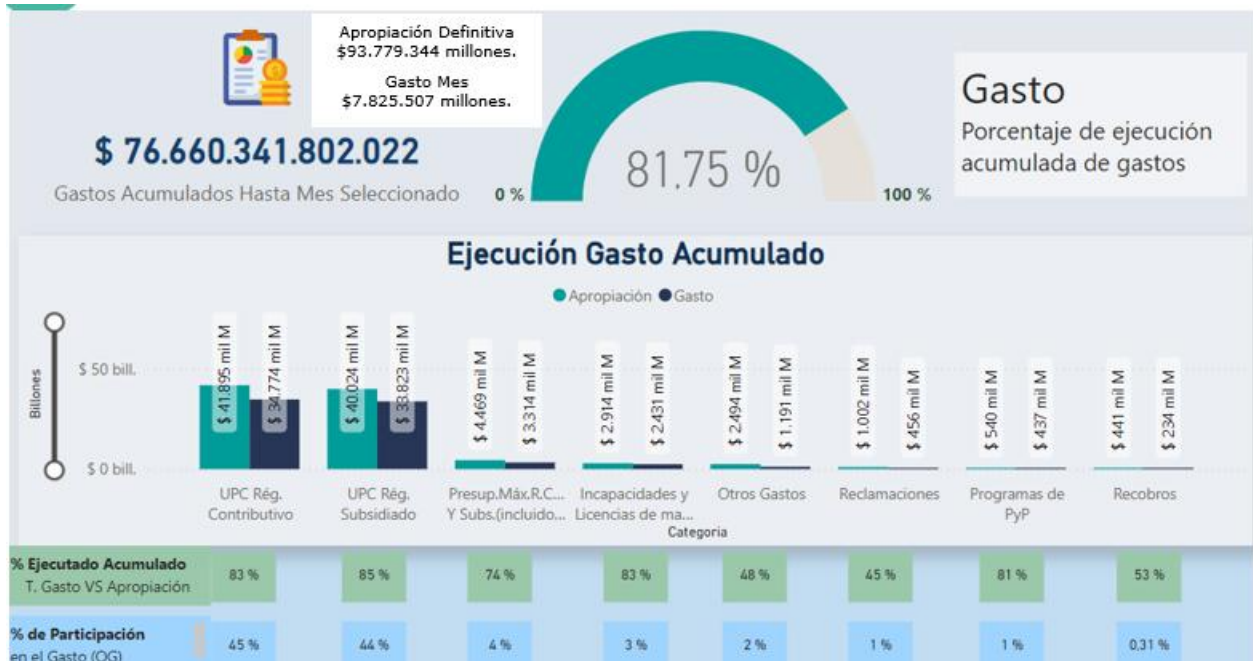 Apropiación Definitiva
$93.779.344 millones.
Gasto Mes
$7.825.507 millones.
$ 76.660.341.802.022
Gastos Acumulados Hasta Mes Seleccionado
0 %
81,75 %
100 %
Gasto
Porcentaje de ejecución
acumulada de gastos
Ejecución Gasto Acumulado
Apropiación Gasto
Billones
$ 50 bill.
$ 0 bill.
$ 41.895 mil M
$ 34.774 mil M
$ 40.024 mil M
$ 33.823 mil M
$ 4.469 mil M
$ 3.314 mil M
$ 2.914 mil M
$ 2.431 mil M
$ 2.494 mil M
$ 1.191 mil M
$ 1.002 mil M
$ 456 mil M
$ 540 mil M
$ 437 mil M
$ 441 mil M
$ 234 mil M
UPC Rég.
Contributivo
UPC Rég.
Subsidiado
Presup.Máx.R.C...
Y Subs.(incluido...
Incapacidades y
Licencias de ma...
Otros Gastos
Reclamaciones
Programas de
PyP
Recobros
Categoria
% Ejecutado Acumulado
T. Gasto VS Apropiación
83 % 85 % 74 % 83 % 48 % 45 % 81 % 53 %
% de Participación
en el Gasto (OG)
45 % 44 % 4 % 3 % 2 % 1 % 1 % 0,31 %